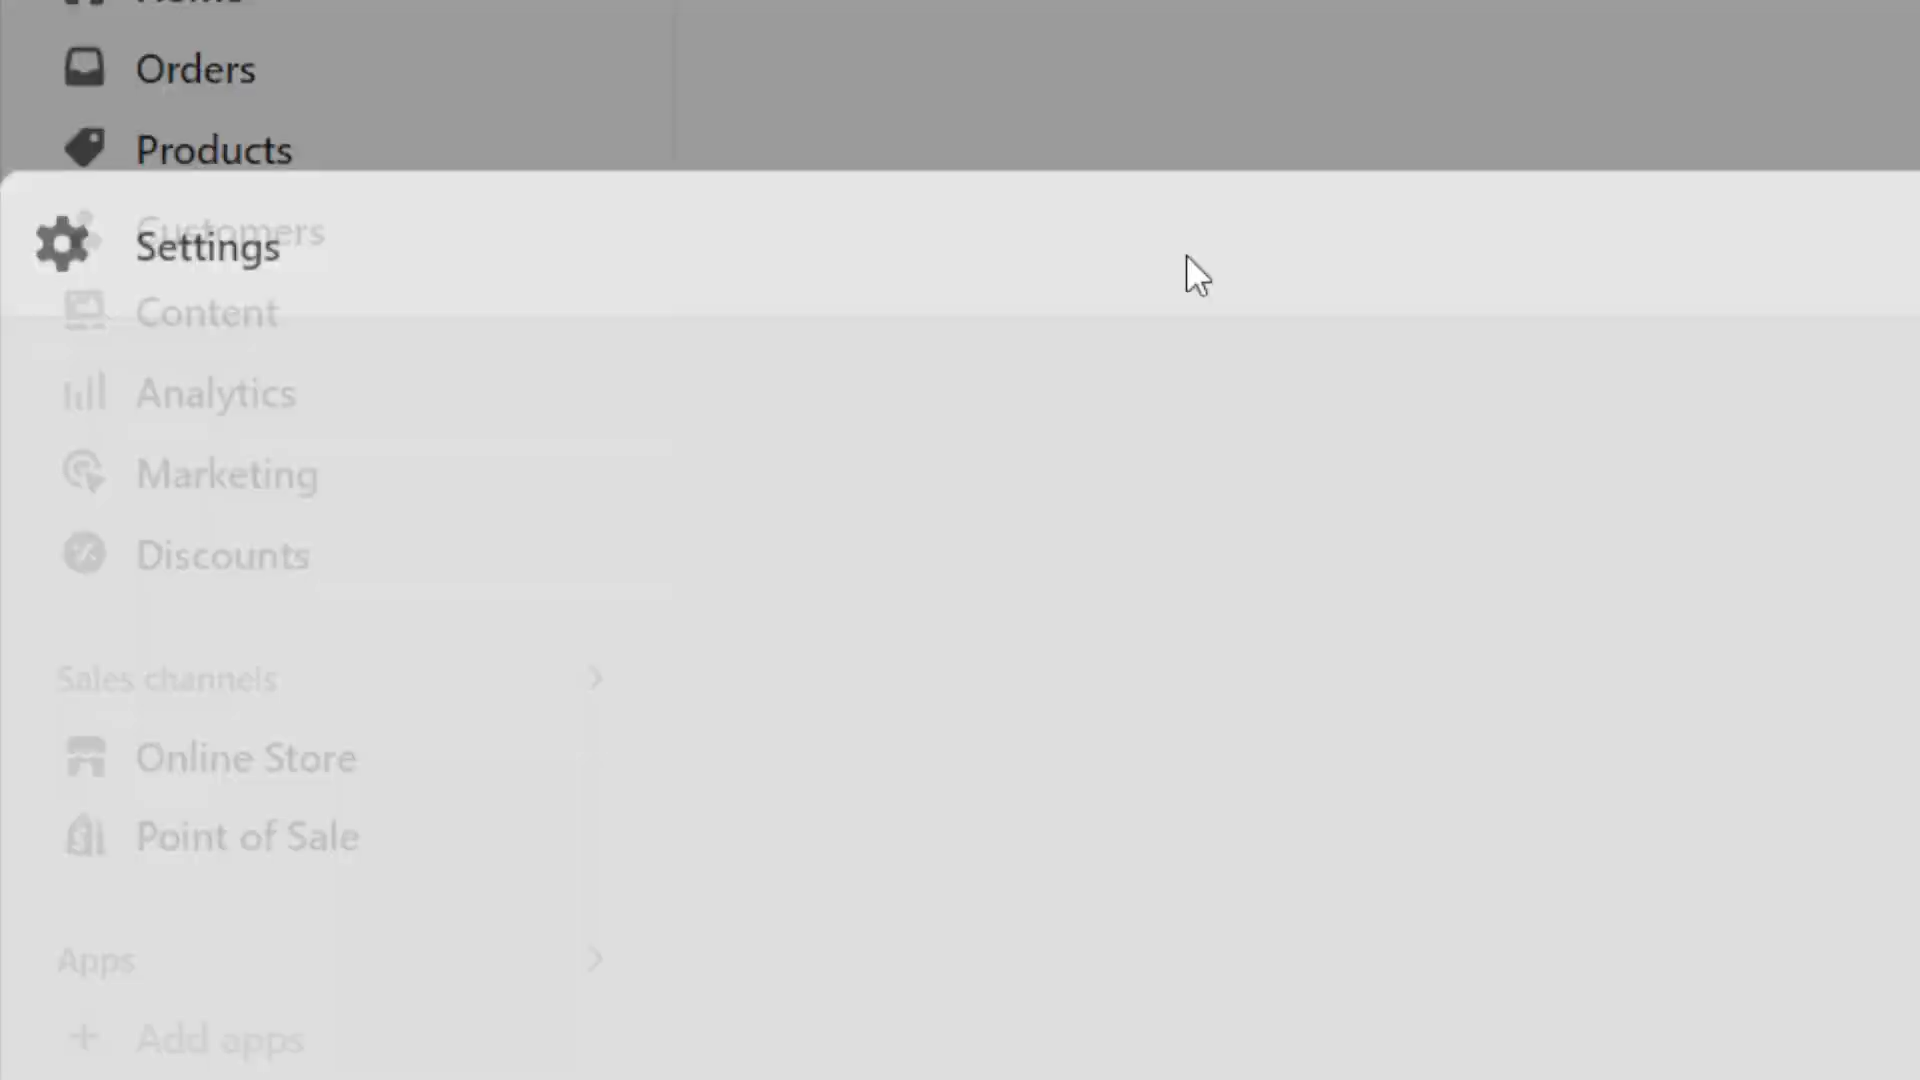 Orders
Products
Customers
Settings
Content
Analytics
Marketing
Discounts
Sales channels
Online Store
Point of Sale
Apps
Add apps